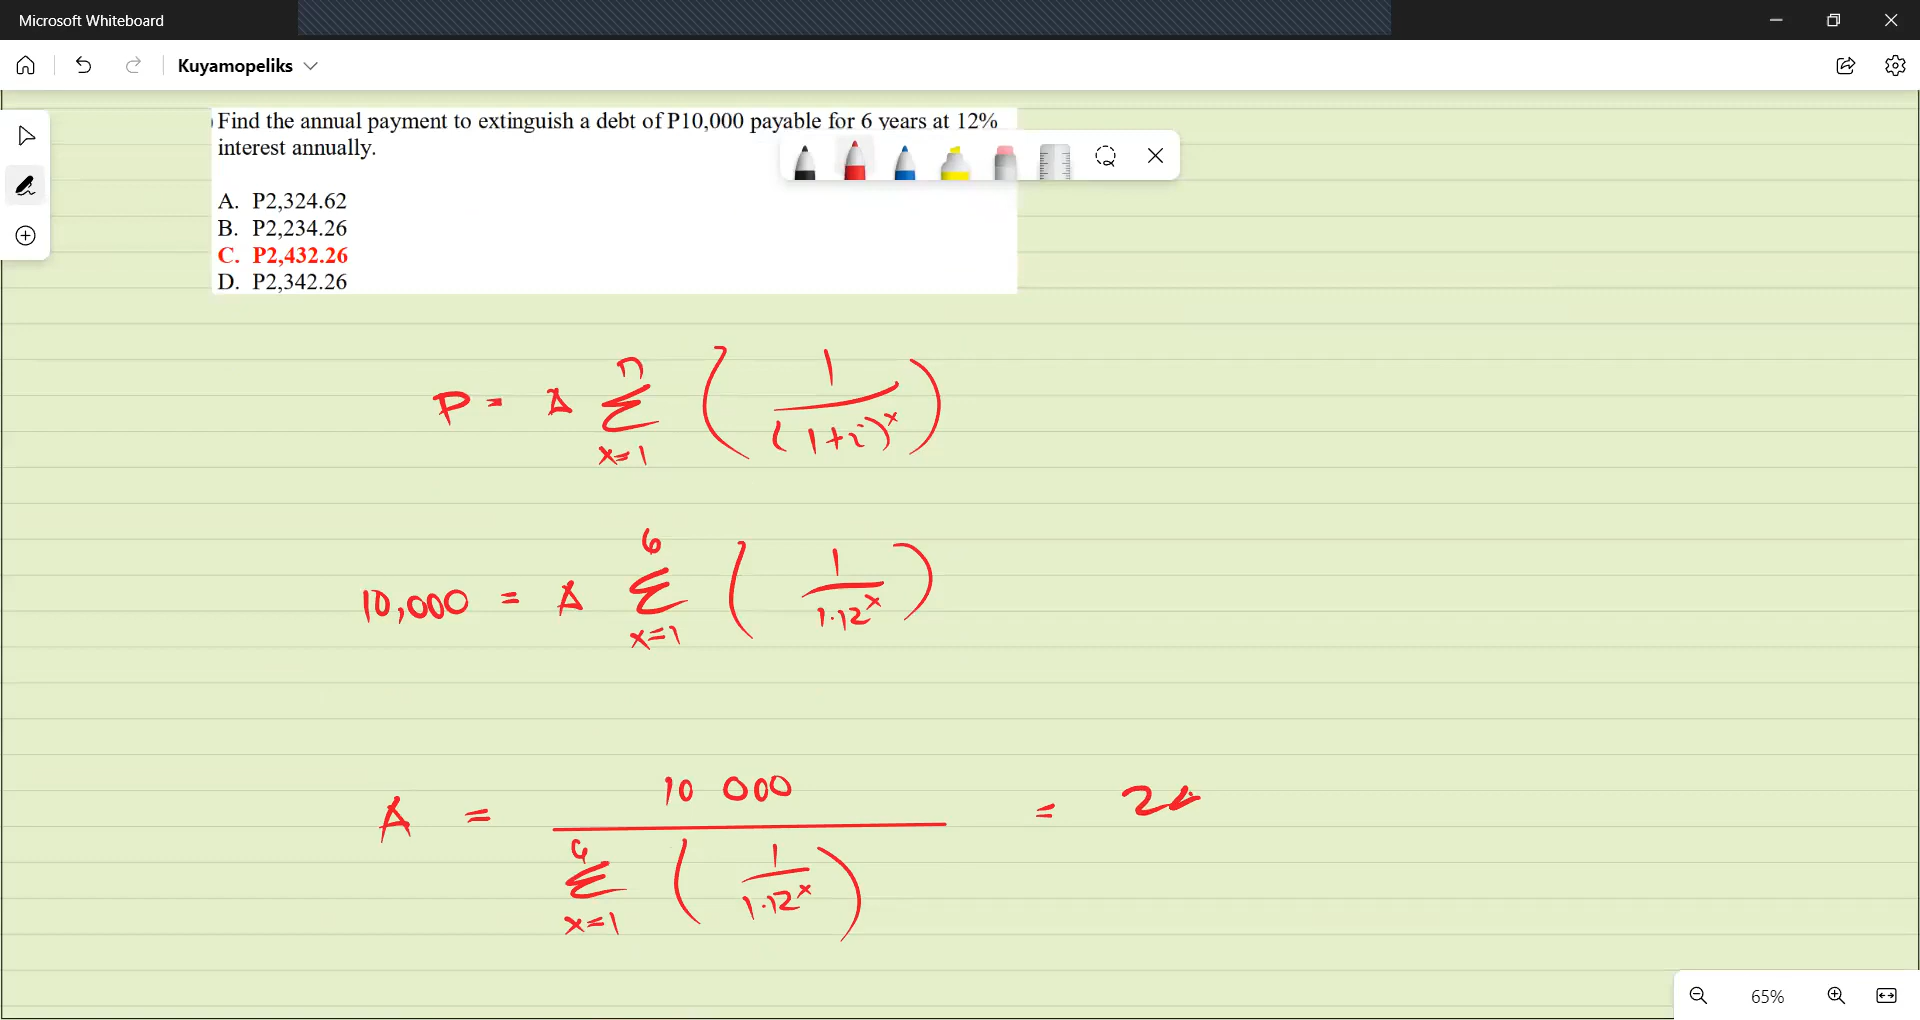 Microsoft Whiteboard
Kuyamopeliks
Find the annual payment to extinguish a debt of P10,000 payable for 6 years at 12%
interest annually.
A. P2,324.62
B. P2,234.26
C. P2,432.26
D. P2,342.26
P = A n Σ x=1 ( 1 / (1+i)^x )
10,000 = A 6 Σ x=1 ( 1 / 1.12^x )
A = 10 000 / 6 Σ x=1 ( 1 / 1.12^x ) = 24
65%